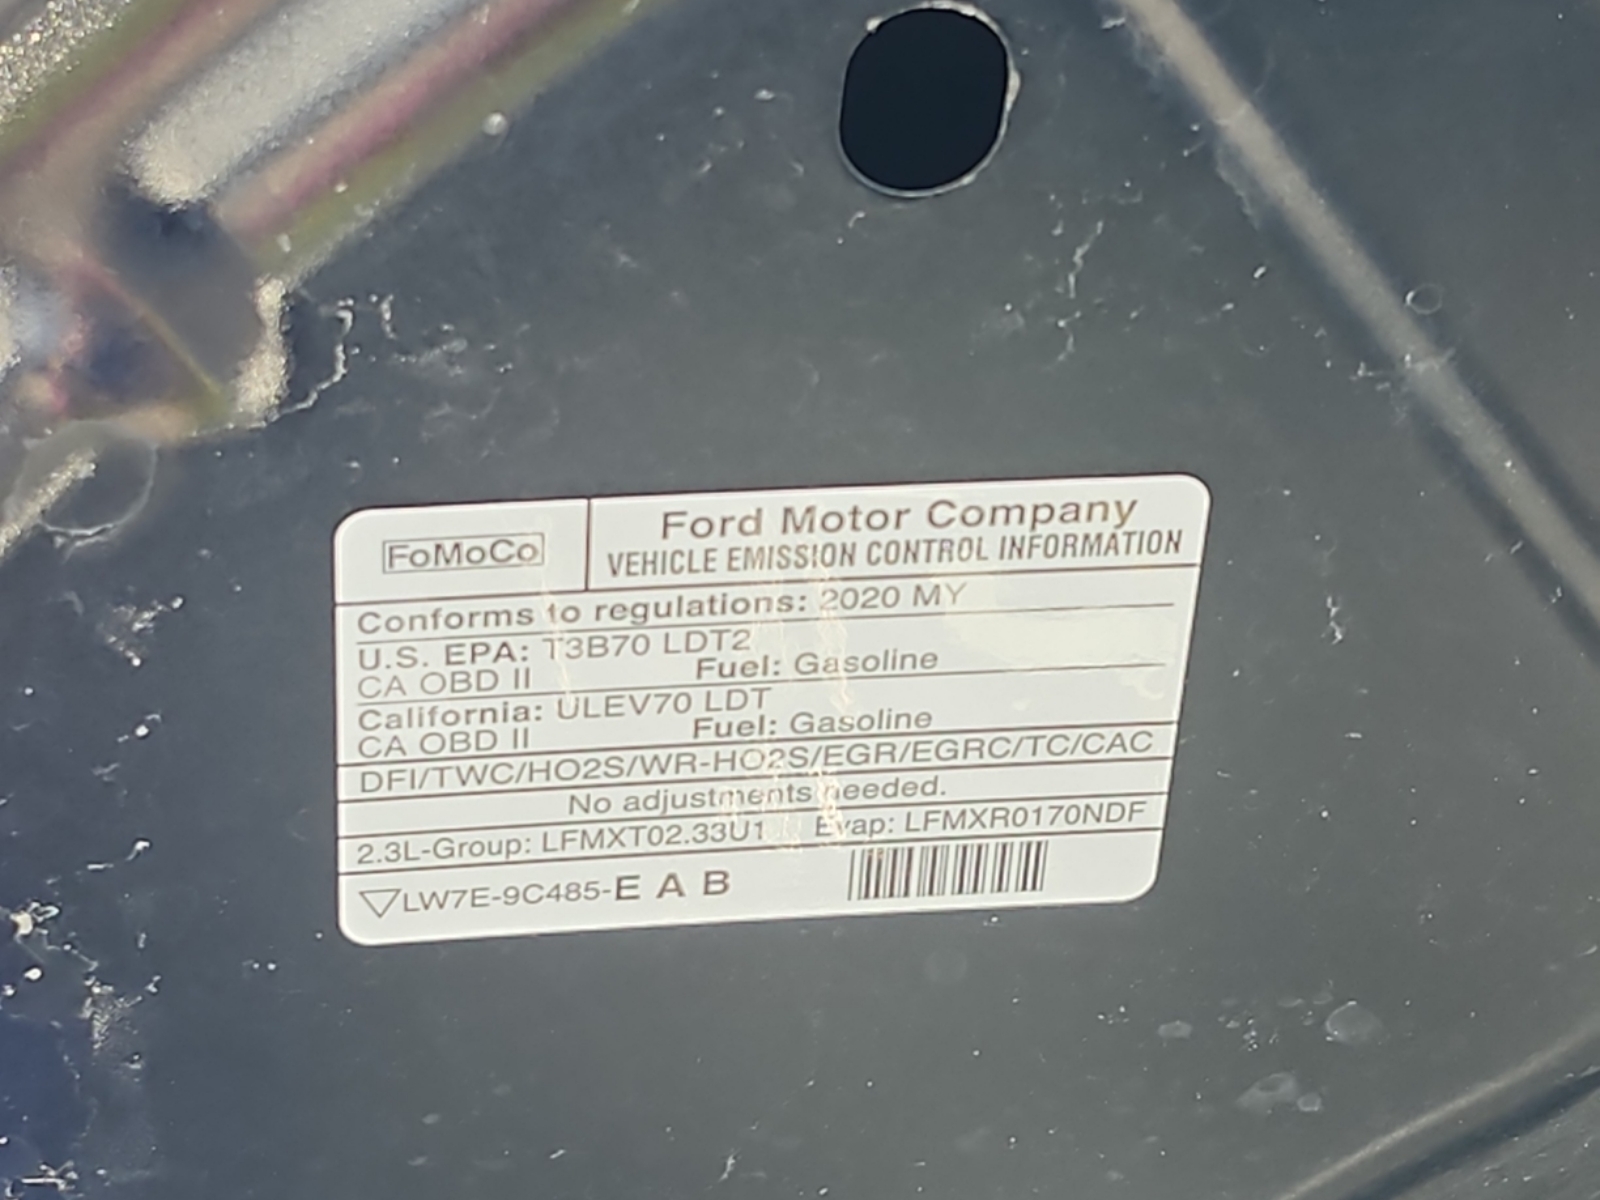 FoMoCo
Ford Motor Company
VEHICLE EMISSION CONTROL INFORMATION
Conforms to regulations: 2020 MY
U.S. EPA: T3B70 LDT2
CA OBD II Fuel: Gasoline
California: ULEV70 LDT
CA OBD II Fuel: Gasoline
DFI/TWC/HO2S/WR-HO2S/EGR/EGRC/TC/CAC
No adjustments needed.
2.3L-Group: LFMXT02.33U1 Evap: LFMXR0170NDF
LW7E-9C485-E A B